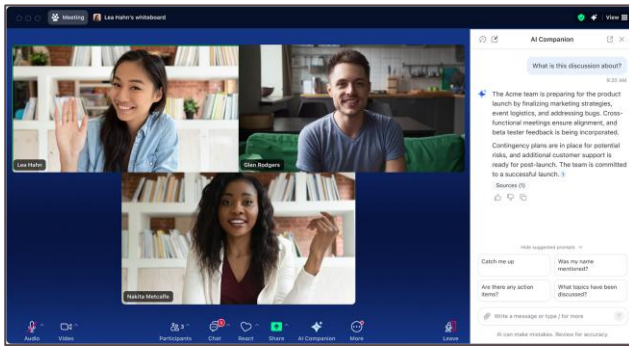 Meeting
Lea Hahn's whiteboard
View
AI Companion
What is this discussion about?
9:20 AM
The Acme team is preparing for the product
launch by finalizing marketing strategies,
event logistics, and addressing bugs. Cross-
functional meetings ensure alignment, and
beta tester feedback is being incorporated.
Contingency plans are in place for potential
risks, and additional customer support is
ready for post-launch. The team is committed
to a successful launch.
Sources (1)
Hide suggested prompts
Catch me up
Was my name
mentioned?
Are there any action
items?
What topics have been
discussed?
Write a message or type / for more
AI can make mistakes. Review for accuracy.
Lea Hahn
Glen Rodgers
Nakita Metcalfe
Audio
Video
3
Participants
Chat
React
Share
AI Companion
More
Leave